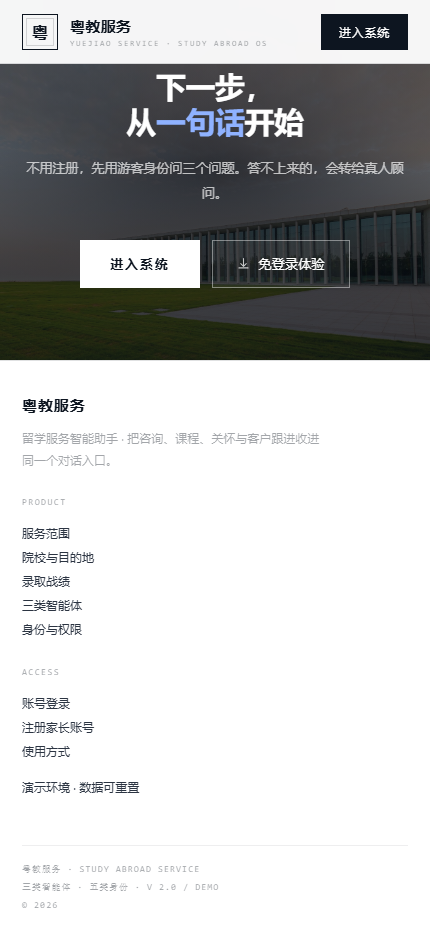 粤
粤教服务
YUEJIAO SERVICE · STUDY ABROAD OS
进入系统
下一步，
从一句话开始
不用注册，先用游客身份问三个问题。答不上来的，会转给真人顾
问。
进入系统
免登录体验
粤教服务
留学服务智能助手 · 把咨询、课程、关怀与客户跟进收进
同一个对话入口。
PRODUCT
服务范围
院校与目的地
录取战绩
三类智能体
身份与权限
ACCESS
账号登录
注册家长账号
使用方式
演示环境 · 数据可重置
粤教服务 · STUDY ABROAD SERVICE
三类智能体 · 五类身份 · V 2.0 / DEMO
© 2026